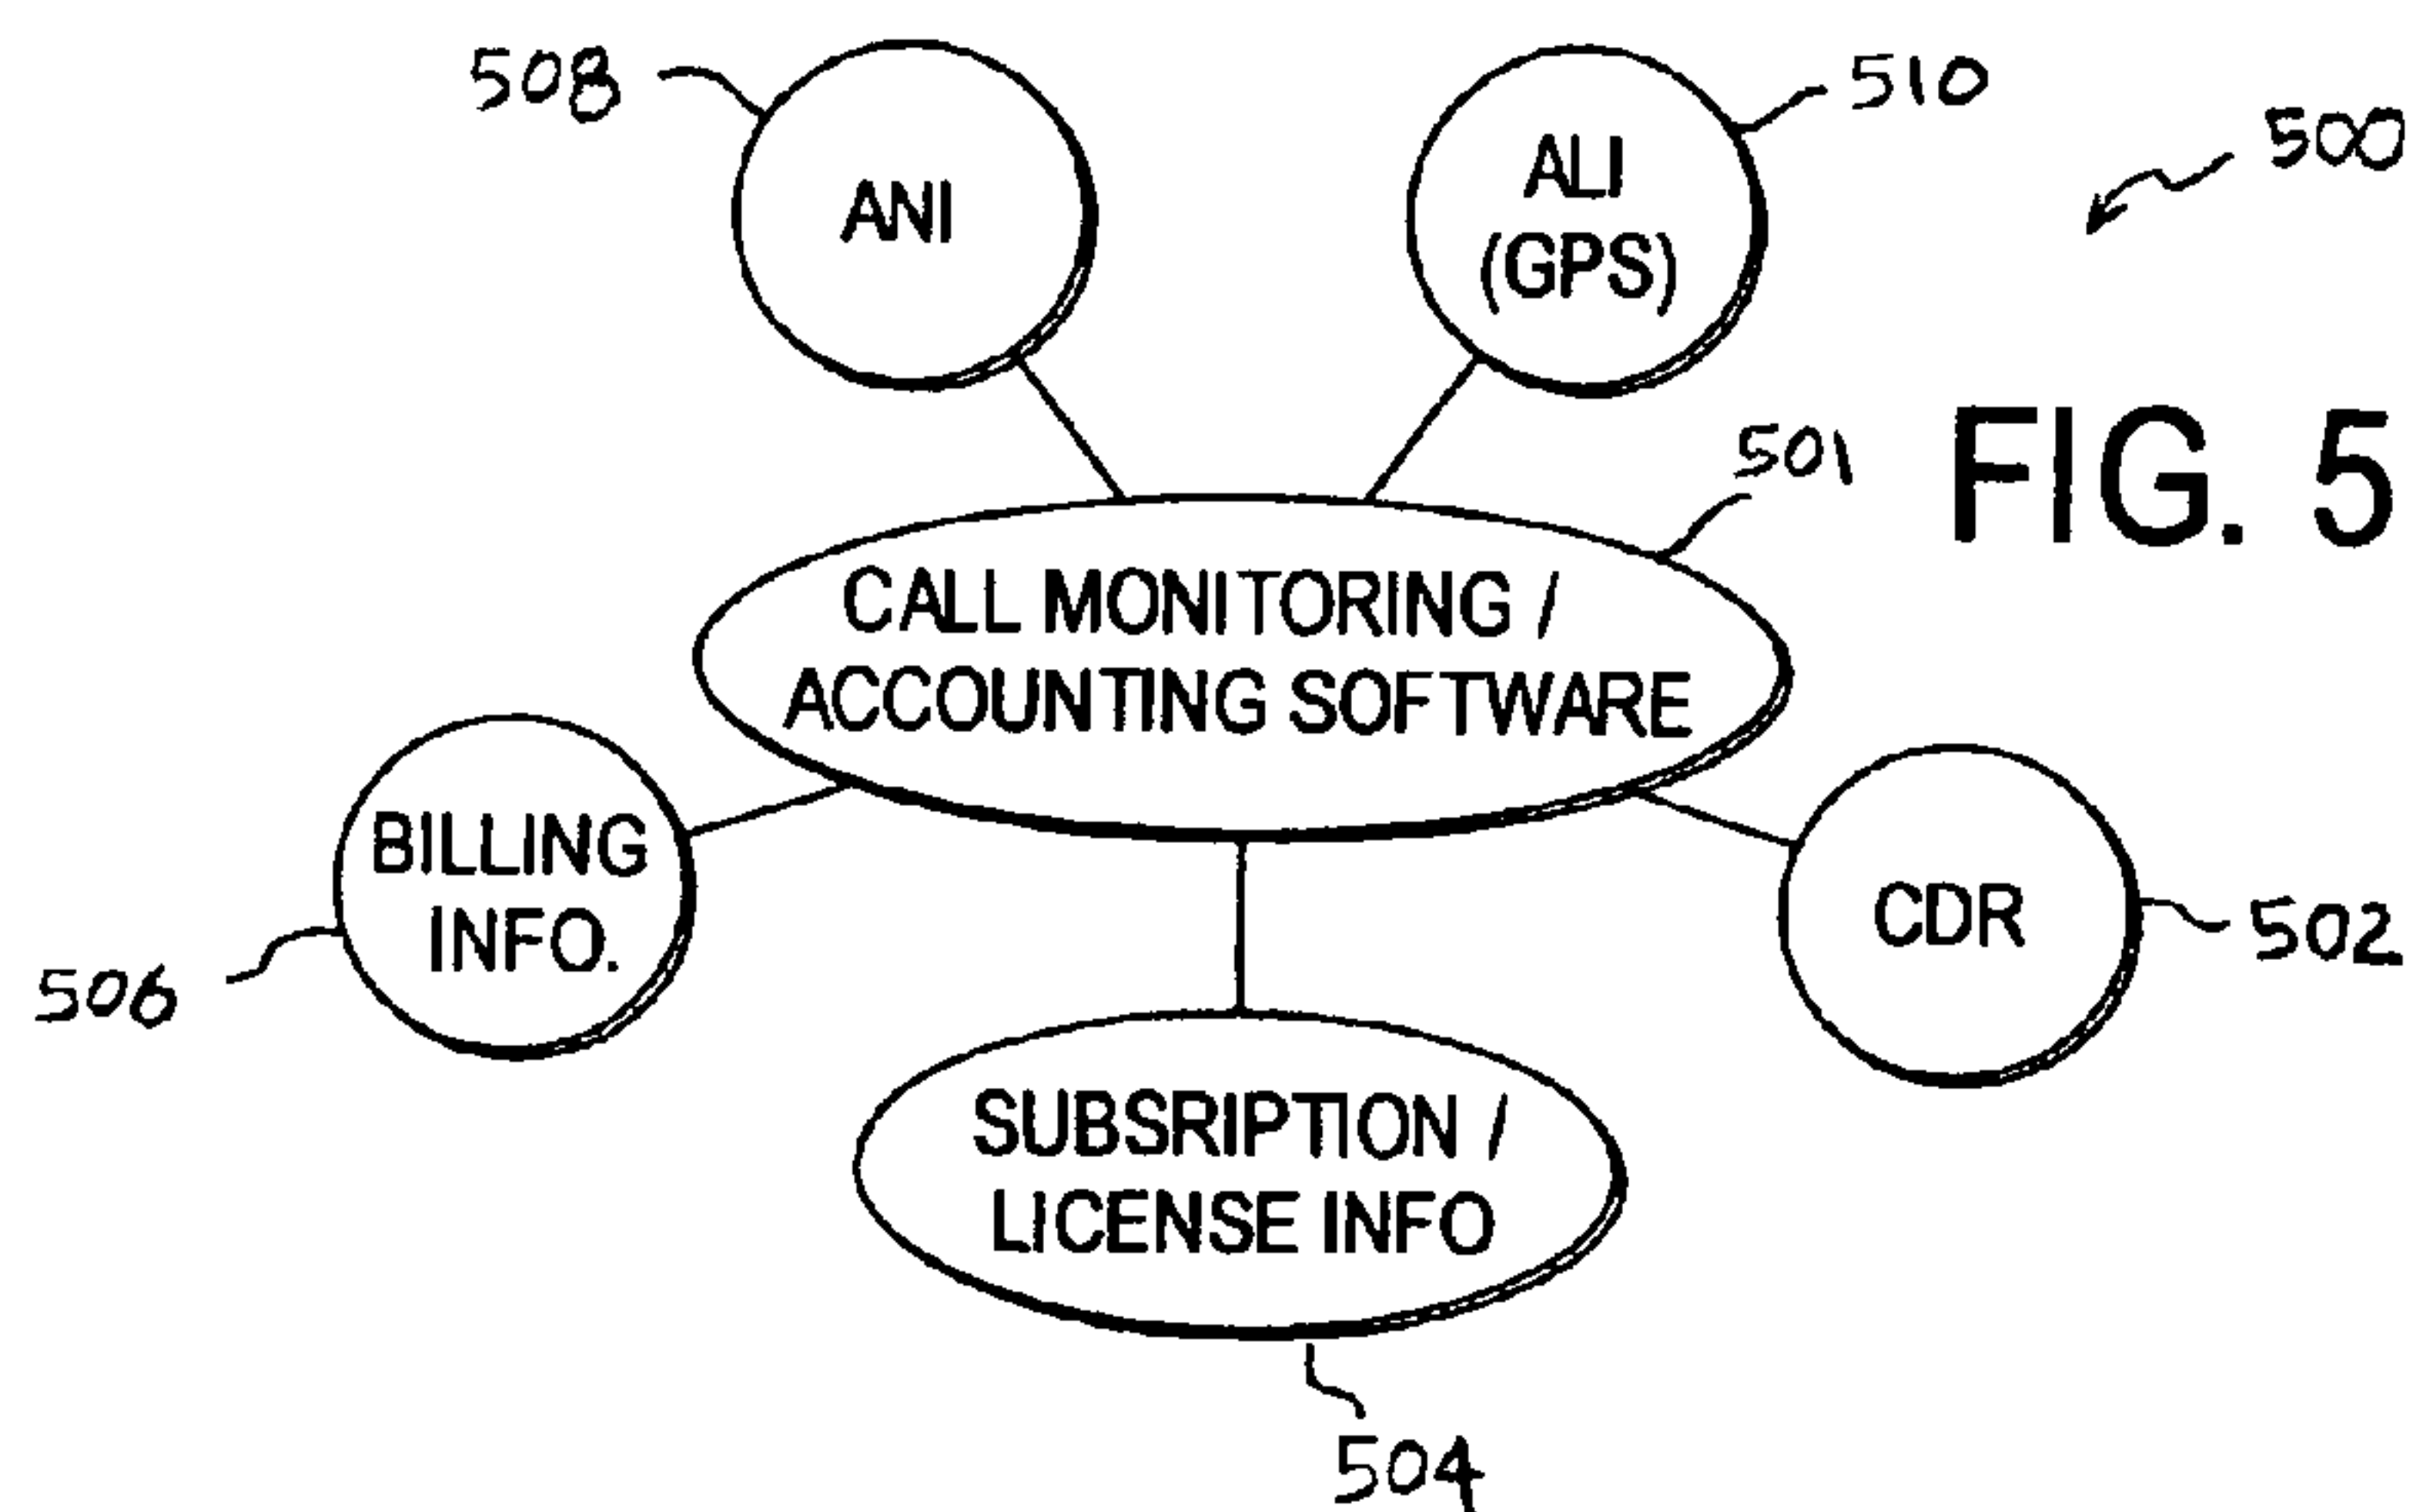 508
ANI
ALI
(GPS)
510
500
501
FIG. 5
CALL MONITORING /
ACCOUNTING SOFTWARE
BILLING
INFO.
506
CDR
502
SUBSRIPTION /
LICENSE INFO
504